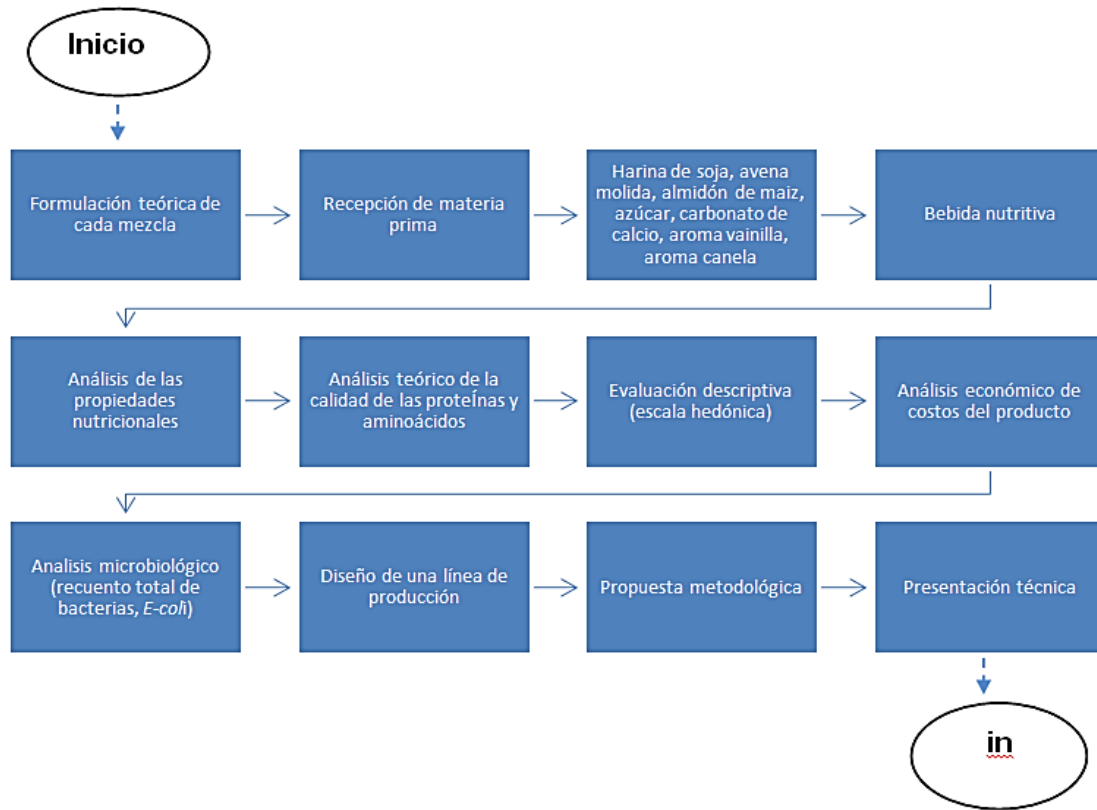 Inicio
Formulación teórica de
cada mezcla
Recepción de materia
prima
Harina de soja, avena
molida, almidón de maiz,
azúcar, carbonato de
calcio, aroma vainilla,
aroma canela
Bebida nutritiva
Análisis de las
propiedades
nutricionales
Análisis teórico de la
calidad de las proteÍnas y
aminoácidos
Evaluación descriptiva
(escala hedónica)
Análisis económico de
costos del producto
Analisis microbiológico
(recuento total de
bacterias, E-coli)
Diseño de una línea de
producción
Propuesta metodológica
Presentación técnica
in